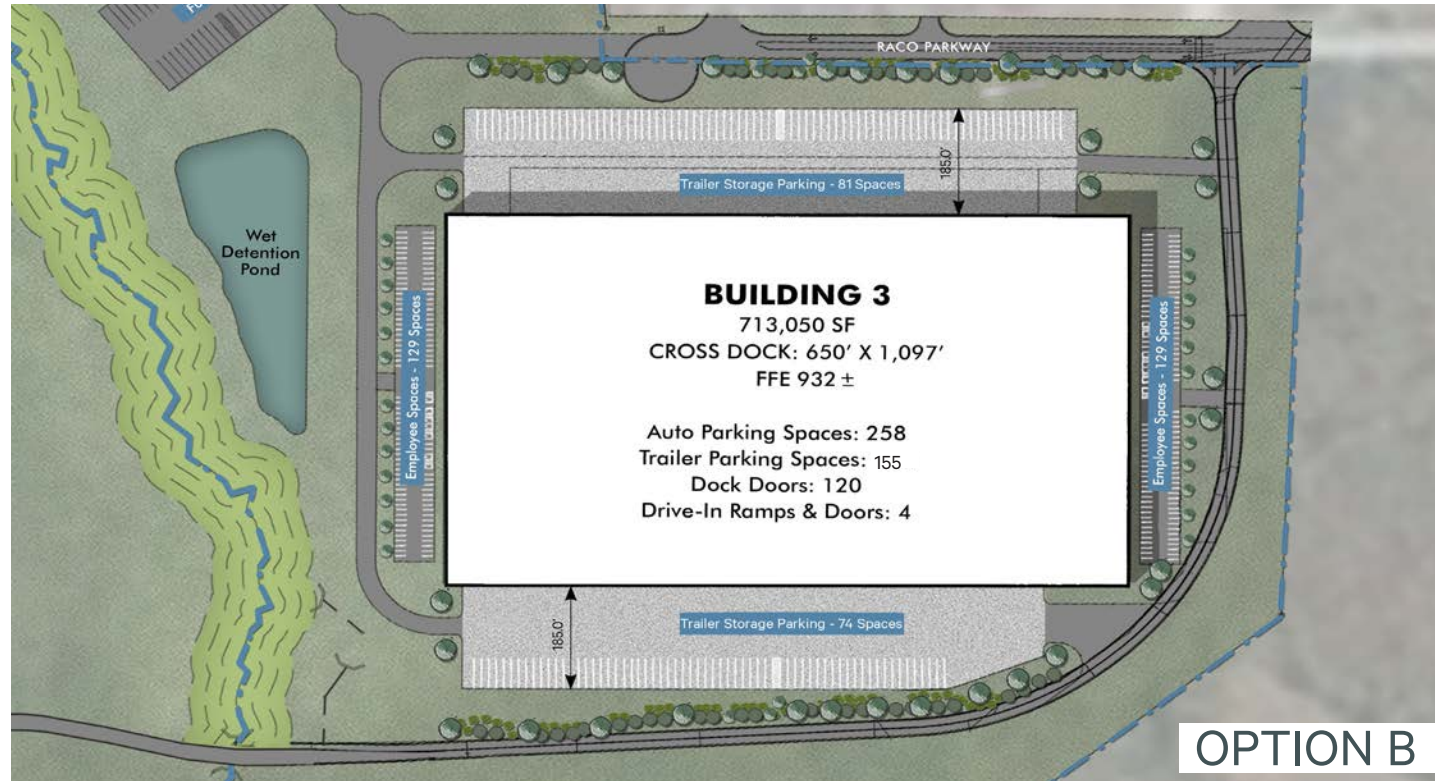 RACO PARKWAY
185.0'
Trailer Storage Parking - 81 Spaces
Wet
Detention
Pond
Employee Spaces - 129 Spaces
BUILDING 3
713,050 SF
CROSS DOCK: 650' X 1,097'
FFE 932 ±
Auto Parking Spaces: 258
Trailer Parking Spaces: 155
Dock Doors: 120
Drive-In Ramps & Doors: 4
Employee Spaces - 129 Spaces
185.0'
Trailer Storage Parking - 74 Spaces
OPTION B